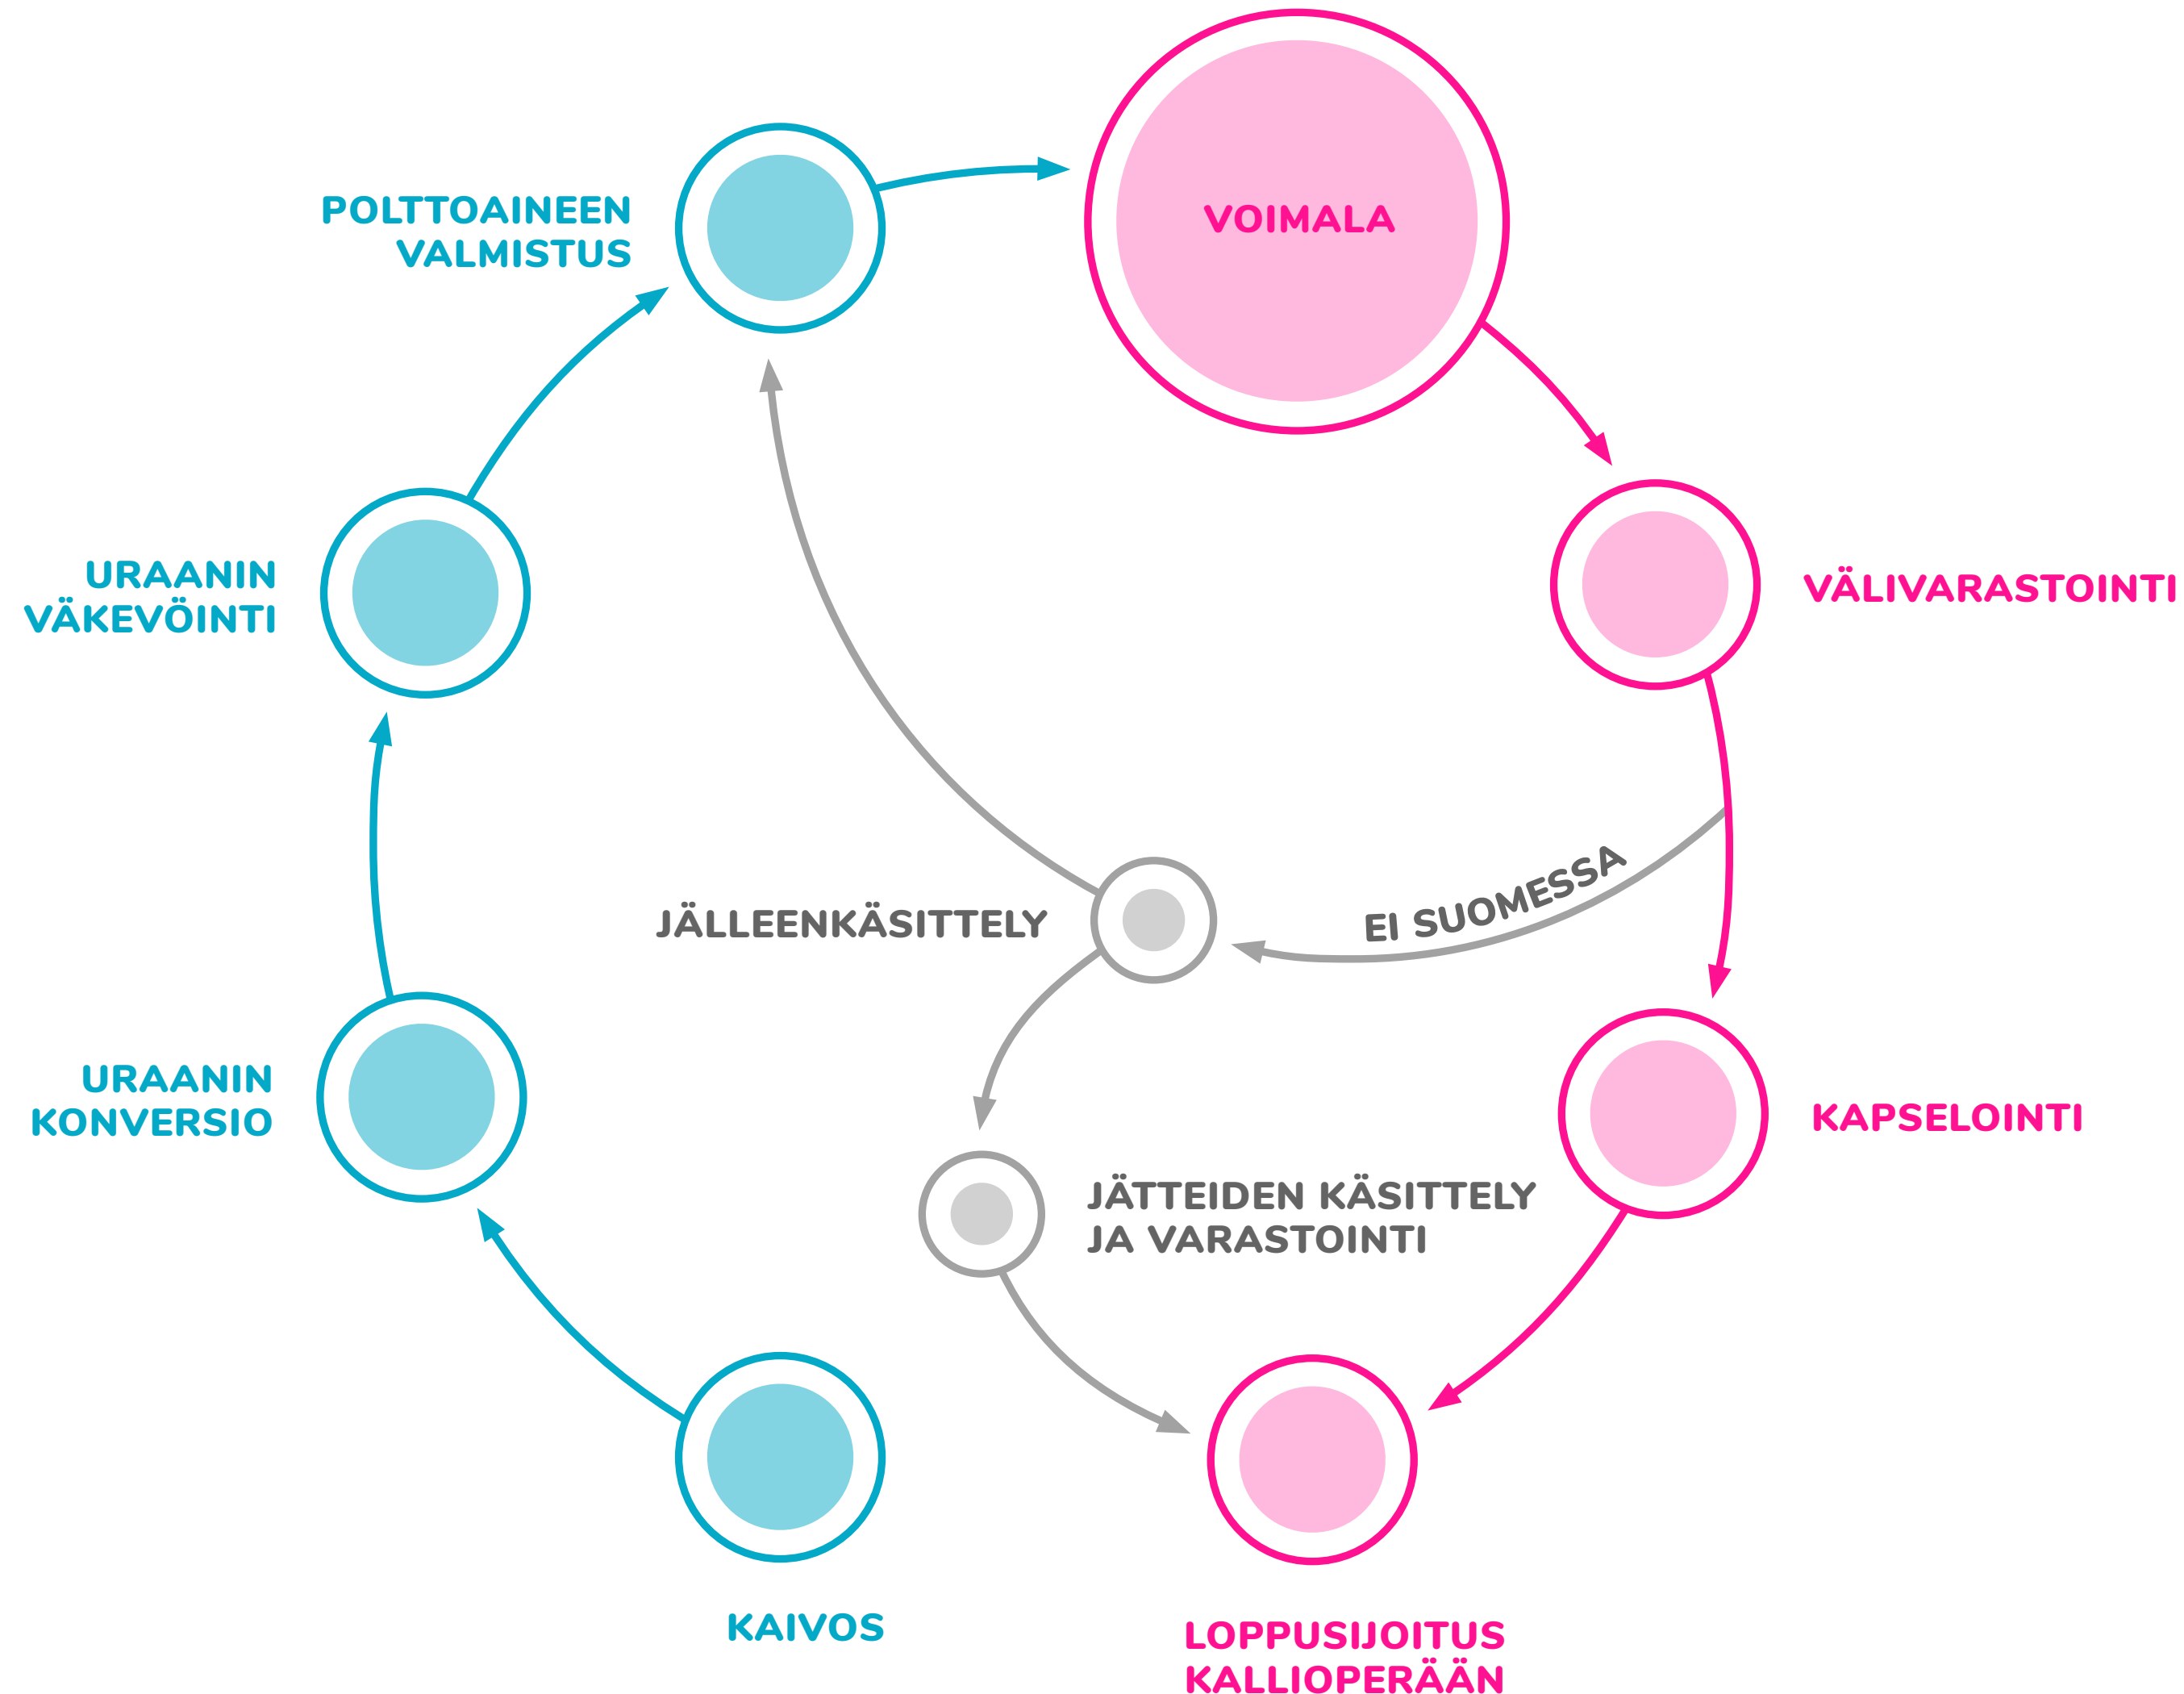 POLTTOAINEEN
VALMISTUS
VOIMALA
URAANIN
VÄKEVÖINTI
VÄLIVARASTOINTI
JÄLLEENKÄSITTELY
EI SUOMESSA
URAANIN
KONVERSIO
KAPSELOINTI
JÄTTEIDEN KÄSITTELY
JA VARASTOINTI
KAIVOS
LOPPUSIJOITUS
KALLIOPERÄÄN